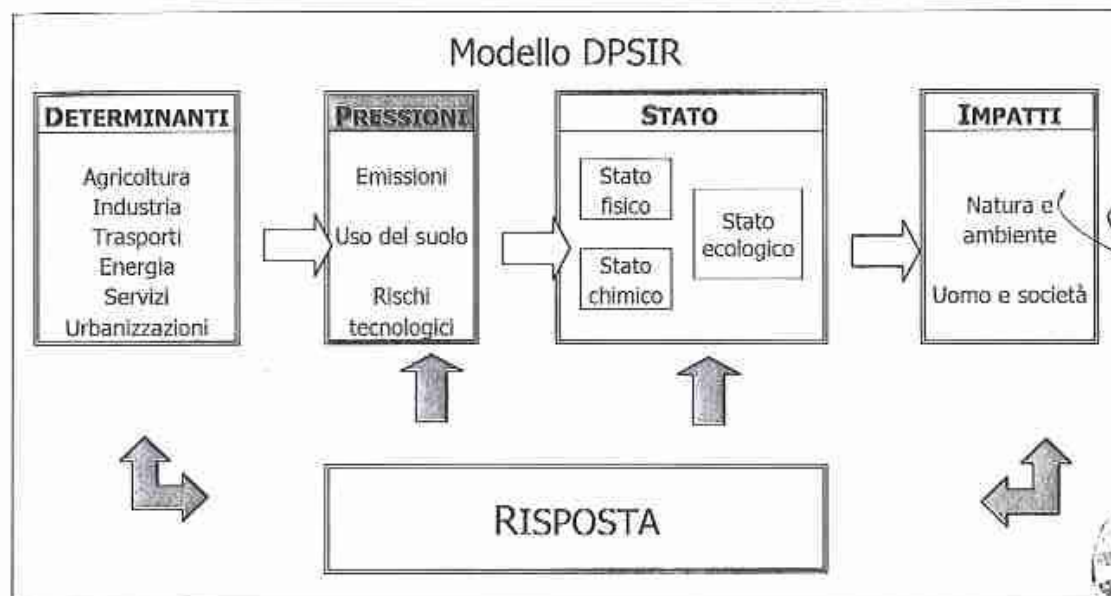 Modello DPSIR
DETERMINANTI
Agricoltura
Industria
Trasporti
Energia
Servizi
Urbanizzazioni
PRESSIONI
Emissioni
Uso del suolo
Rischi
tecnologici
STATO
Stato
fisico
Stato
chimico
Stato
ecologico
IMPATTI
Natura e
ambiente
Uomo e società
RISPOSTA